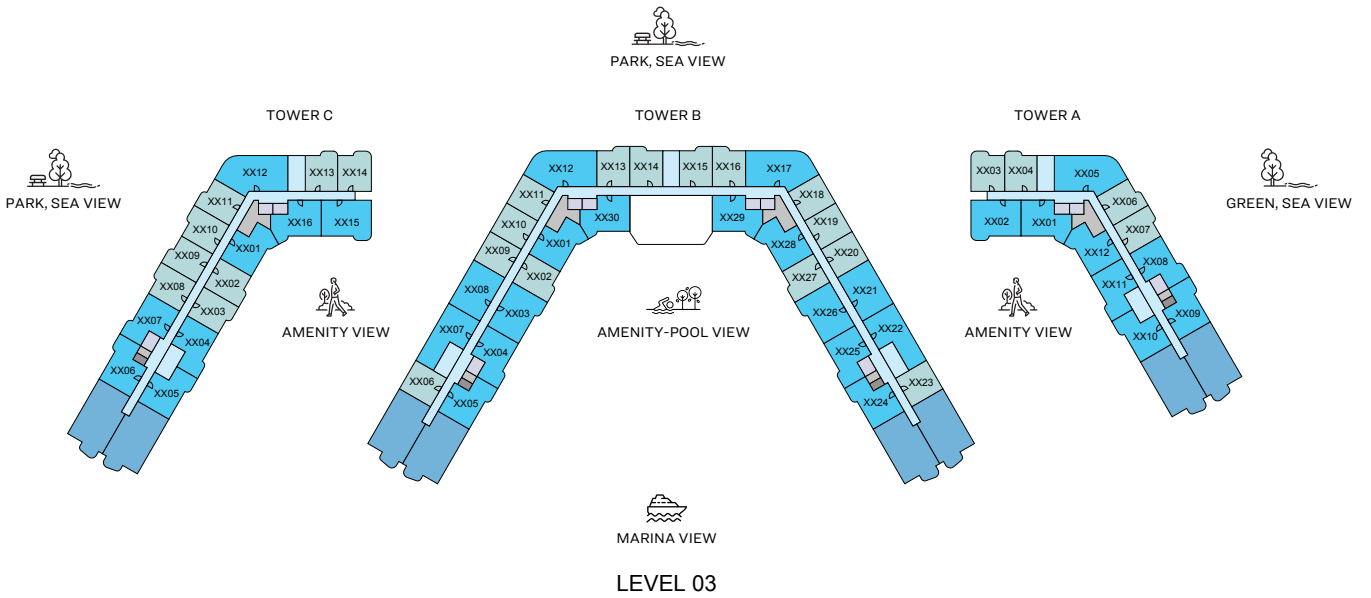 PARK, SEA VIEW
TOWER C
TOWER B
TOWER A
PARK, SEA VIEW
GREEN, SEA VIEW
XX12
XX13
XX14
XX11
XX10
XX09
XX08
XX07
XX06
XX05
XX04
XX03
XX02
XX01
XX16
XX15
XX12
XX13
XX14
XX15
XX16
XX17
XX11
XX10
XX09
XX08
XX07
XX06
XX05
XX04
XX03
XX02
XX01
XX30
XX29
XX28
XX27
XX26
XX25
XX24
XX18
XX19
XX20
XX21
XX22
XX23
XX03
XX04
XX05
XX02
XX01
XX06
XX07
XX08
XX09
XX12
XX11
XX10
AMENITY VIEW
AMENITY-POOL VIEW
AMENITY VIEW
MARINA VIEW
LEVEL 03